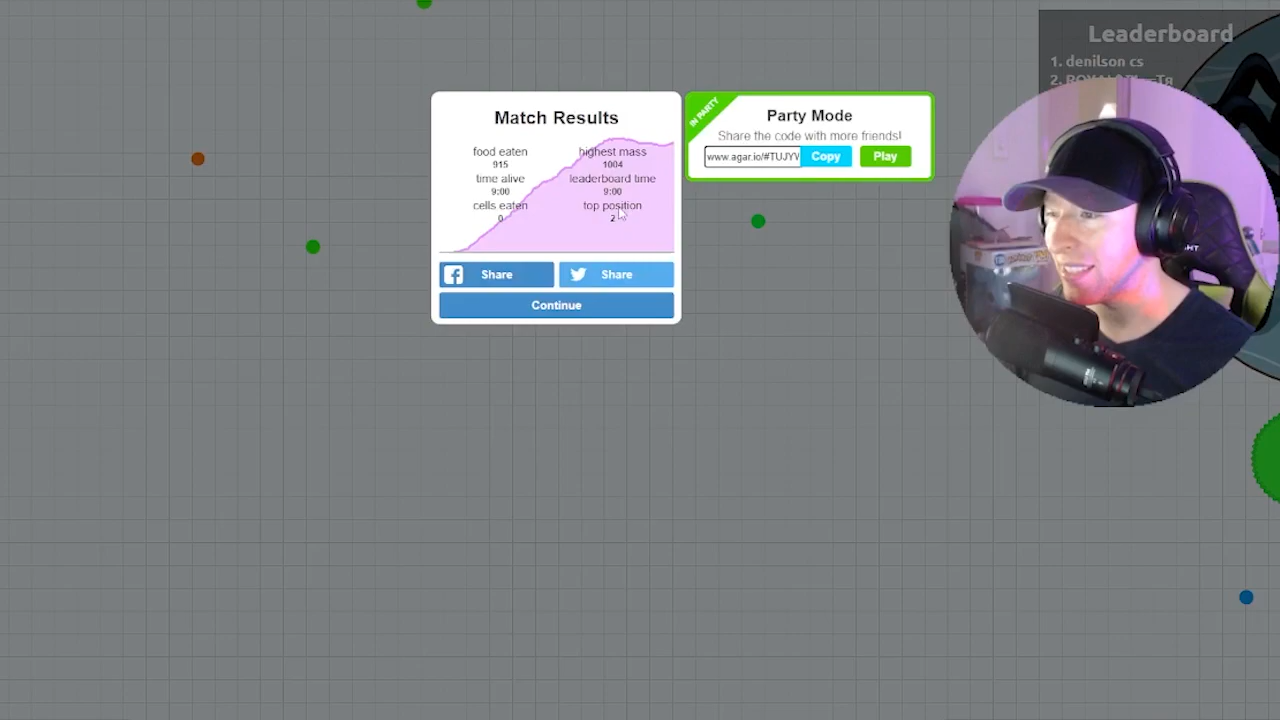 Leaderboard
1. denilson cs
2.
Match Results
food eaten
915
time alive
9:00
cells eaten
0
highest mass
1004
leaderboard time
9:00
top position
2
Share
Share
Continue
IN PARTY
Party Mode
Share the code with more friends!
www.agar.io/#TUJYV
Copy
Play